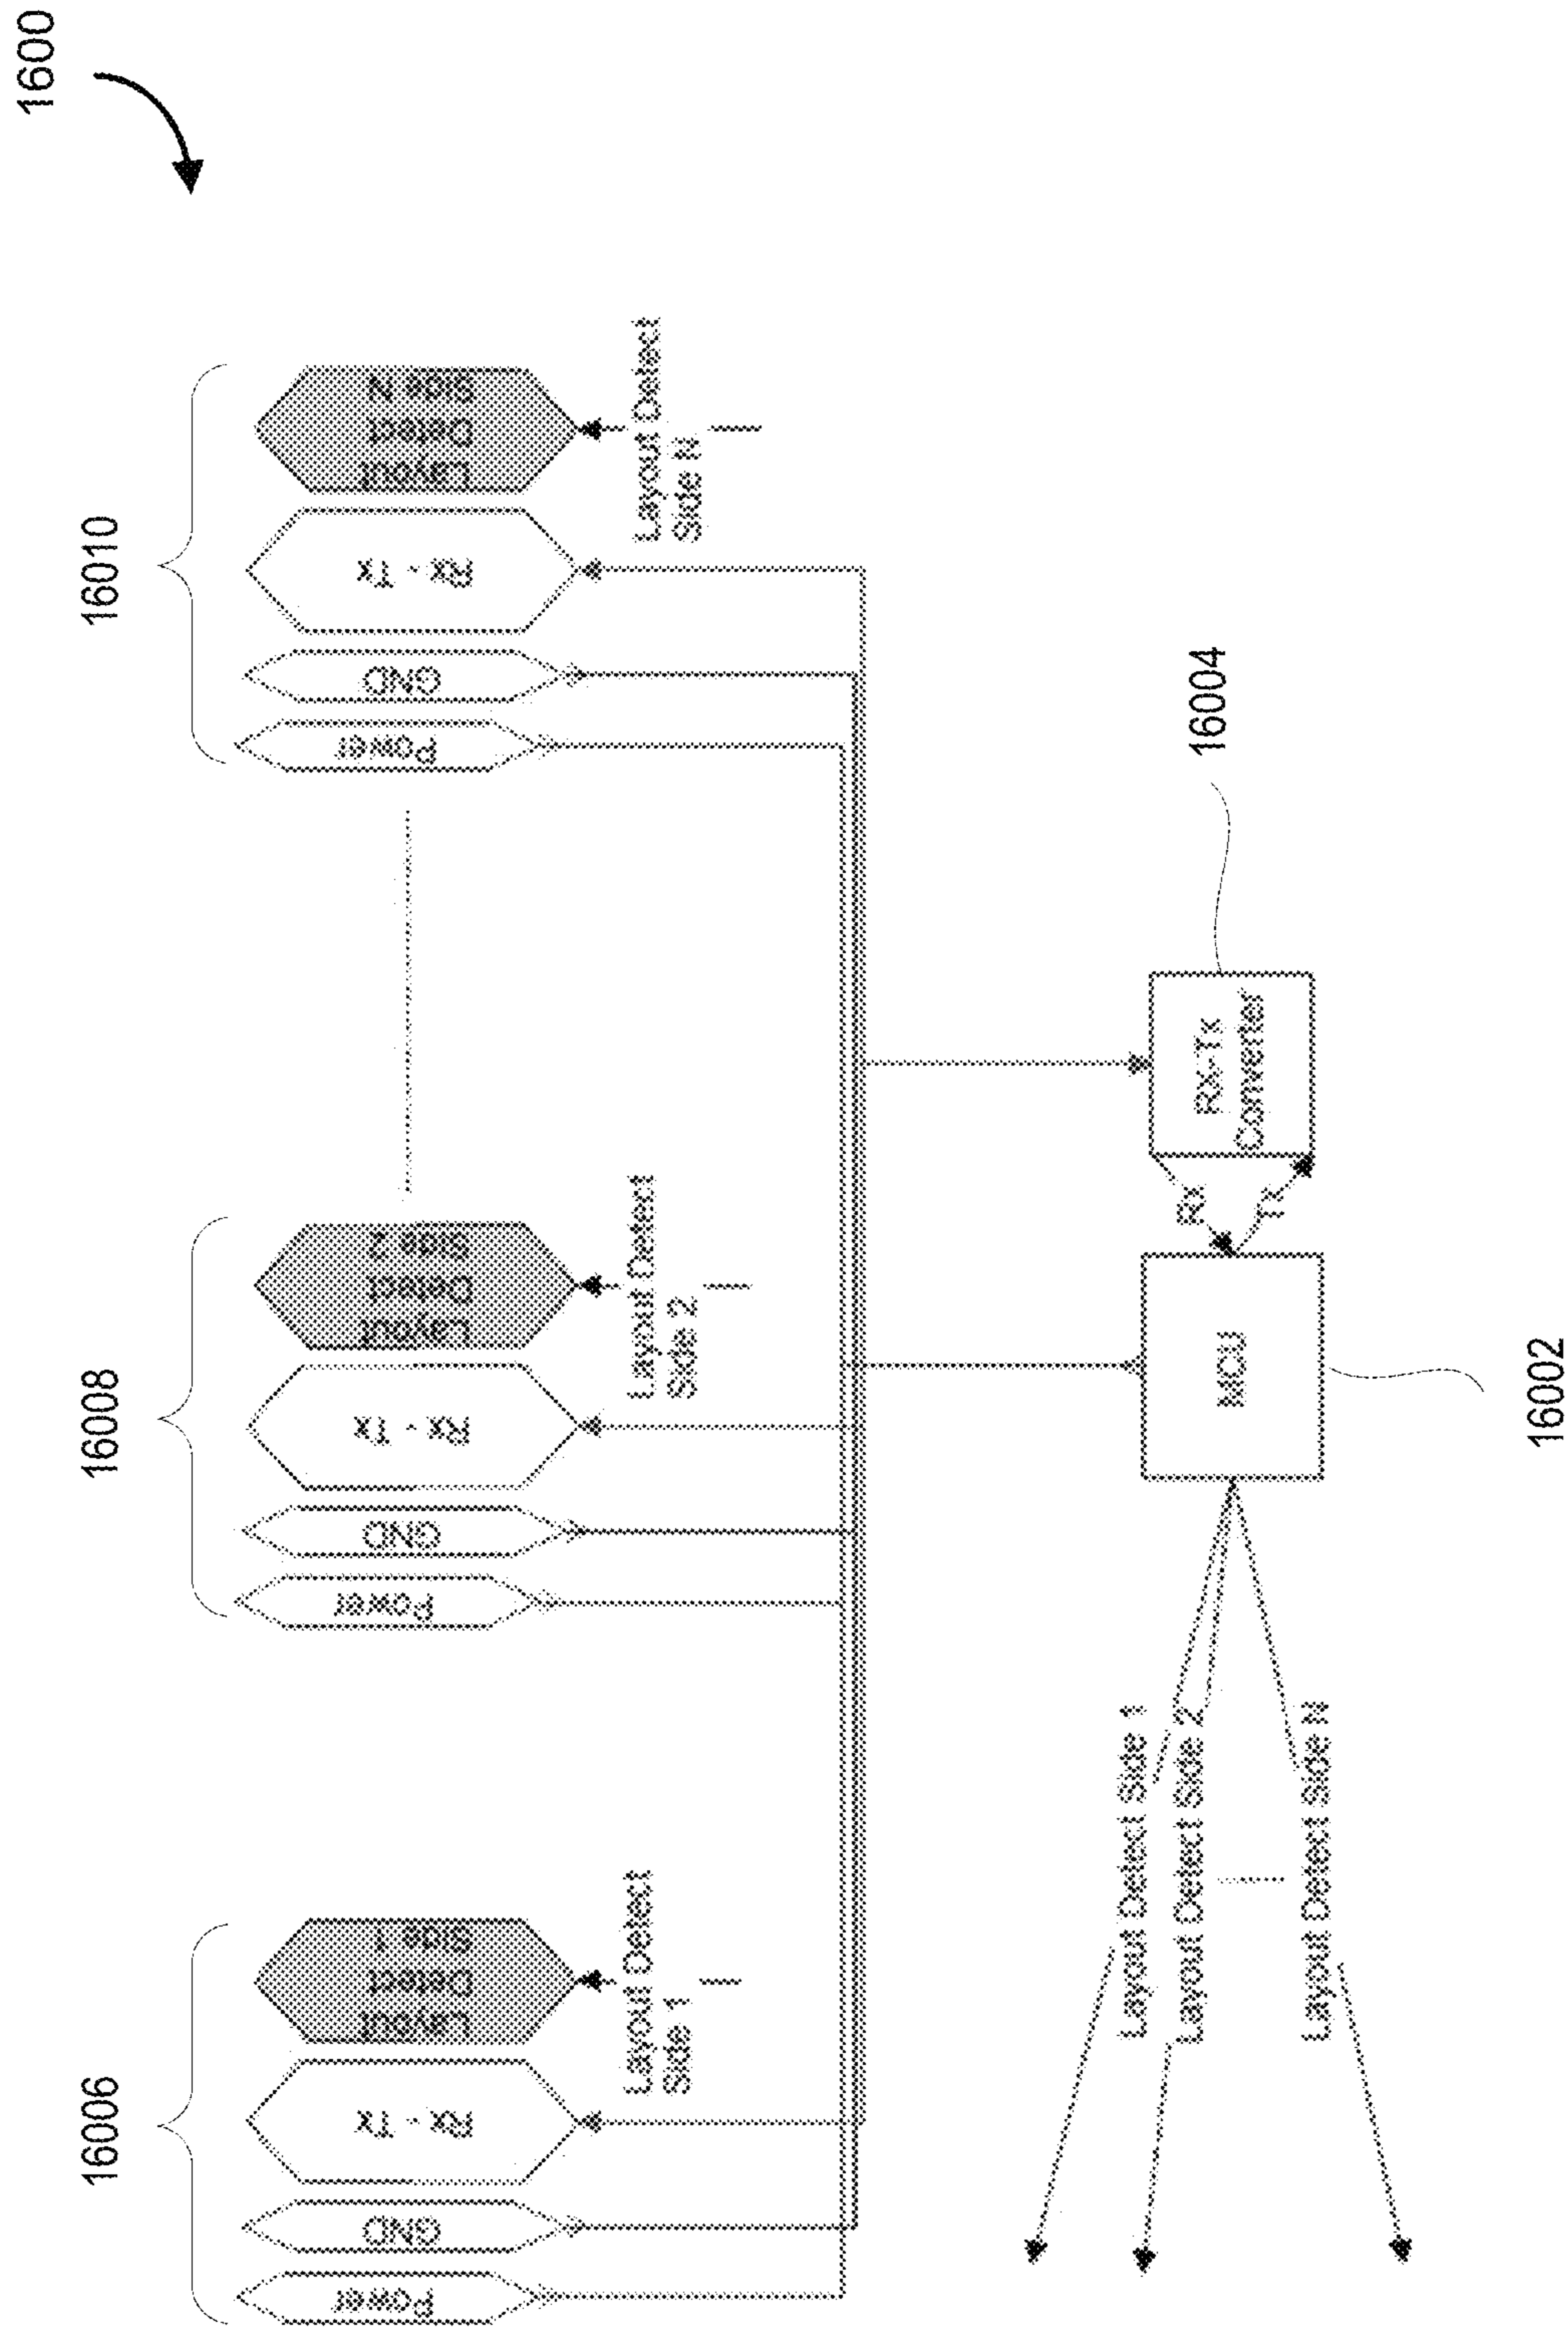 1600
16006
16008
16010
Power
GND
Rx - Tx
Layout
Detect
Side 1
Power
GND
Rx - Tx
Layout
Detect
Side 2
Power
GND
Rx - Tx
Layout
Detect
Side N
Layout Detect
Side 1
Layout Detect
Side 2
Layout Detect
Side N
Layout Detect Side 1
Layout Detect Side 2
Layout Detect Side N
MCU
Rx
Tx
Rx-Tx
Converter
16004
16002